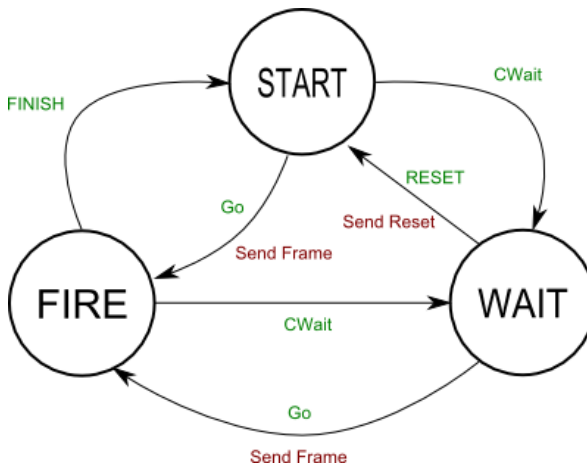 START
CWait
FINISH
RESET
Go
Send Reset
Send Frame
FIRE
WAIT
CWait
Go
Send Frame